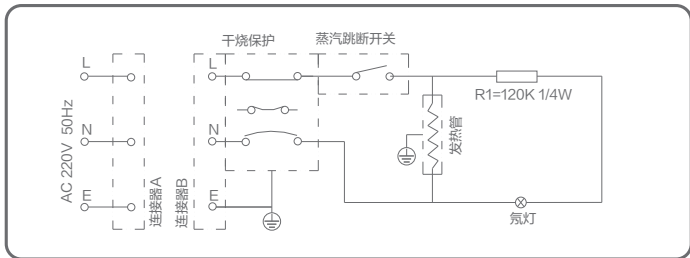 干烧保护
蒸汽跳断开关
L
L
R1=120K 1/4W
AC 220V 50Hz
N
N
发热管
E
E
连接器A
连接器B
氖灯